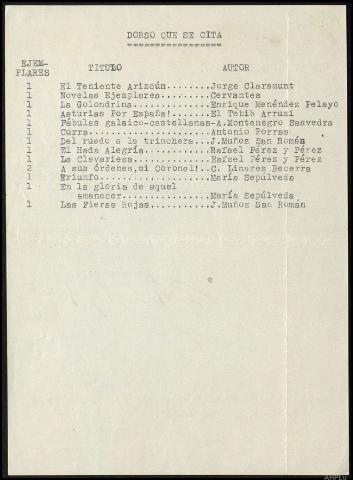 DORSO QUE SE CITA
EJEM-
PLARES TITULO AUTOR
1 El Teniente Arizcún........Jorge Claramunt
1 Novelas Ejemplares.........Cervantes
1 La Golondrina..............Enrique Menéndez Pelayo
1 Asturias Por España!.......El Tebib Arrumi
1 Fábulas galaico-castellanas-A.Montenegro Saavedra
1 Curra......................Antonio Porras
1 Del ruedo a la trinchera...J.Muñoz San Román
1 El Hada Alegría............Rafael Pérez y Pérez
1 La Clavariesa..............Rafael Pérez y Pérez
2 A sus Órdenes,mi Coronel!..C. Linares Becerra
1 Triunfo....................María Sepúlveda
1 En la gloria de aquel
amanecer................María Sepúlveda
1 Las Fieras Rojas...........J.Muñoz San Román
AHPLU